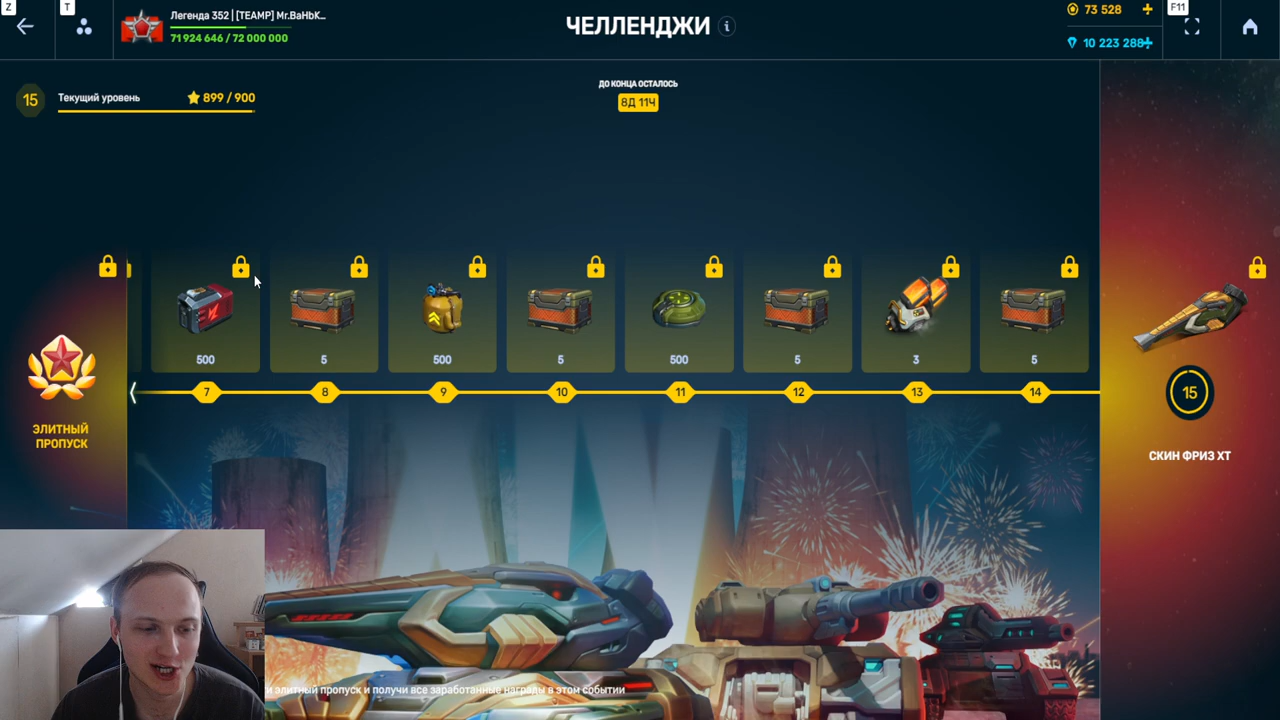 Z
T
Легенда 352 | [TEAMP] Mr.BaHbK...
71 924 646 / 72 000 000
ЧЕЛЛЕНДЖИ
i
73 528 +
10 223 288+
F11
15
Текущий уровень
899 / 900
ДО КОНЦА ОСТАЛОСЬ
8Д 11Ч
500
5
500
5
500
5
3
5
7
8
9
10
11
12
13
14
15
ЭЛИТНЫЙ
ПРОПУСК
СКИН ФРИЗ XT
и элитный пропуск и получи все заработанные награды в этом событии